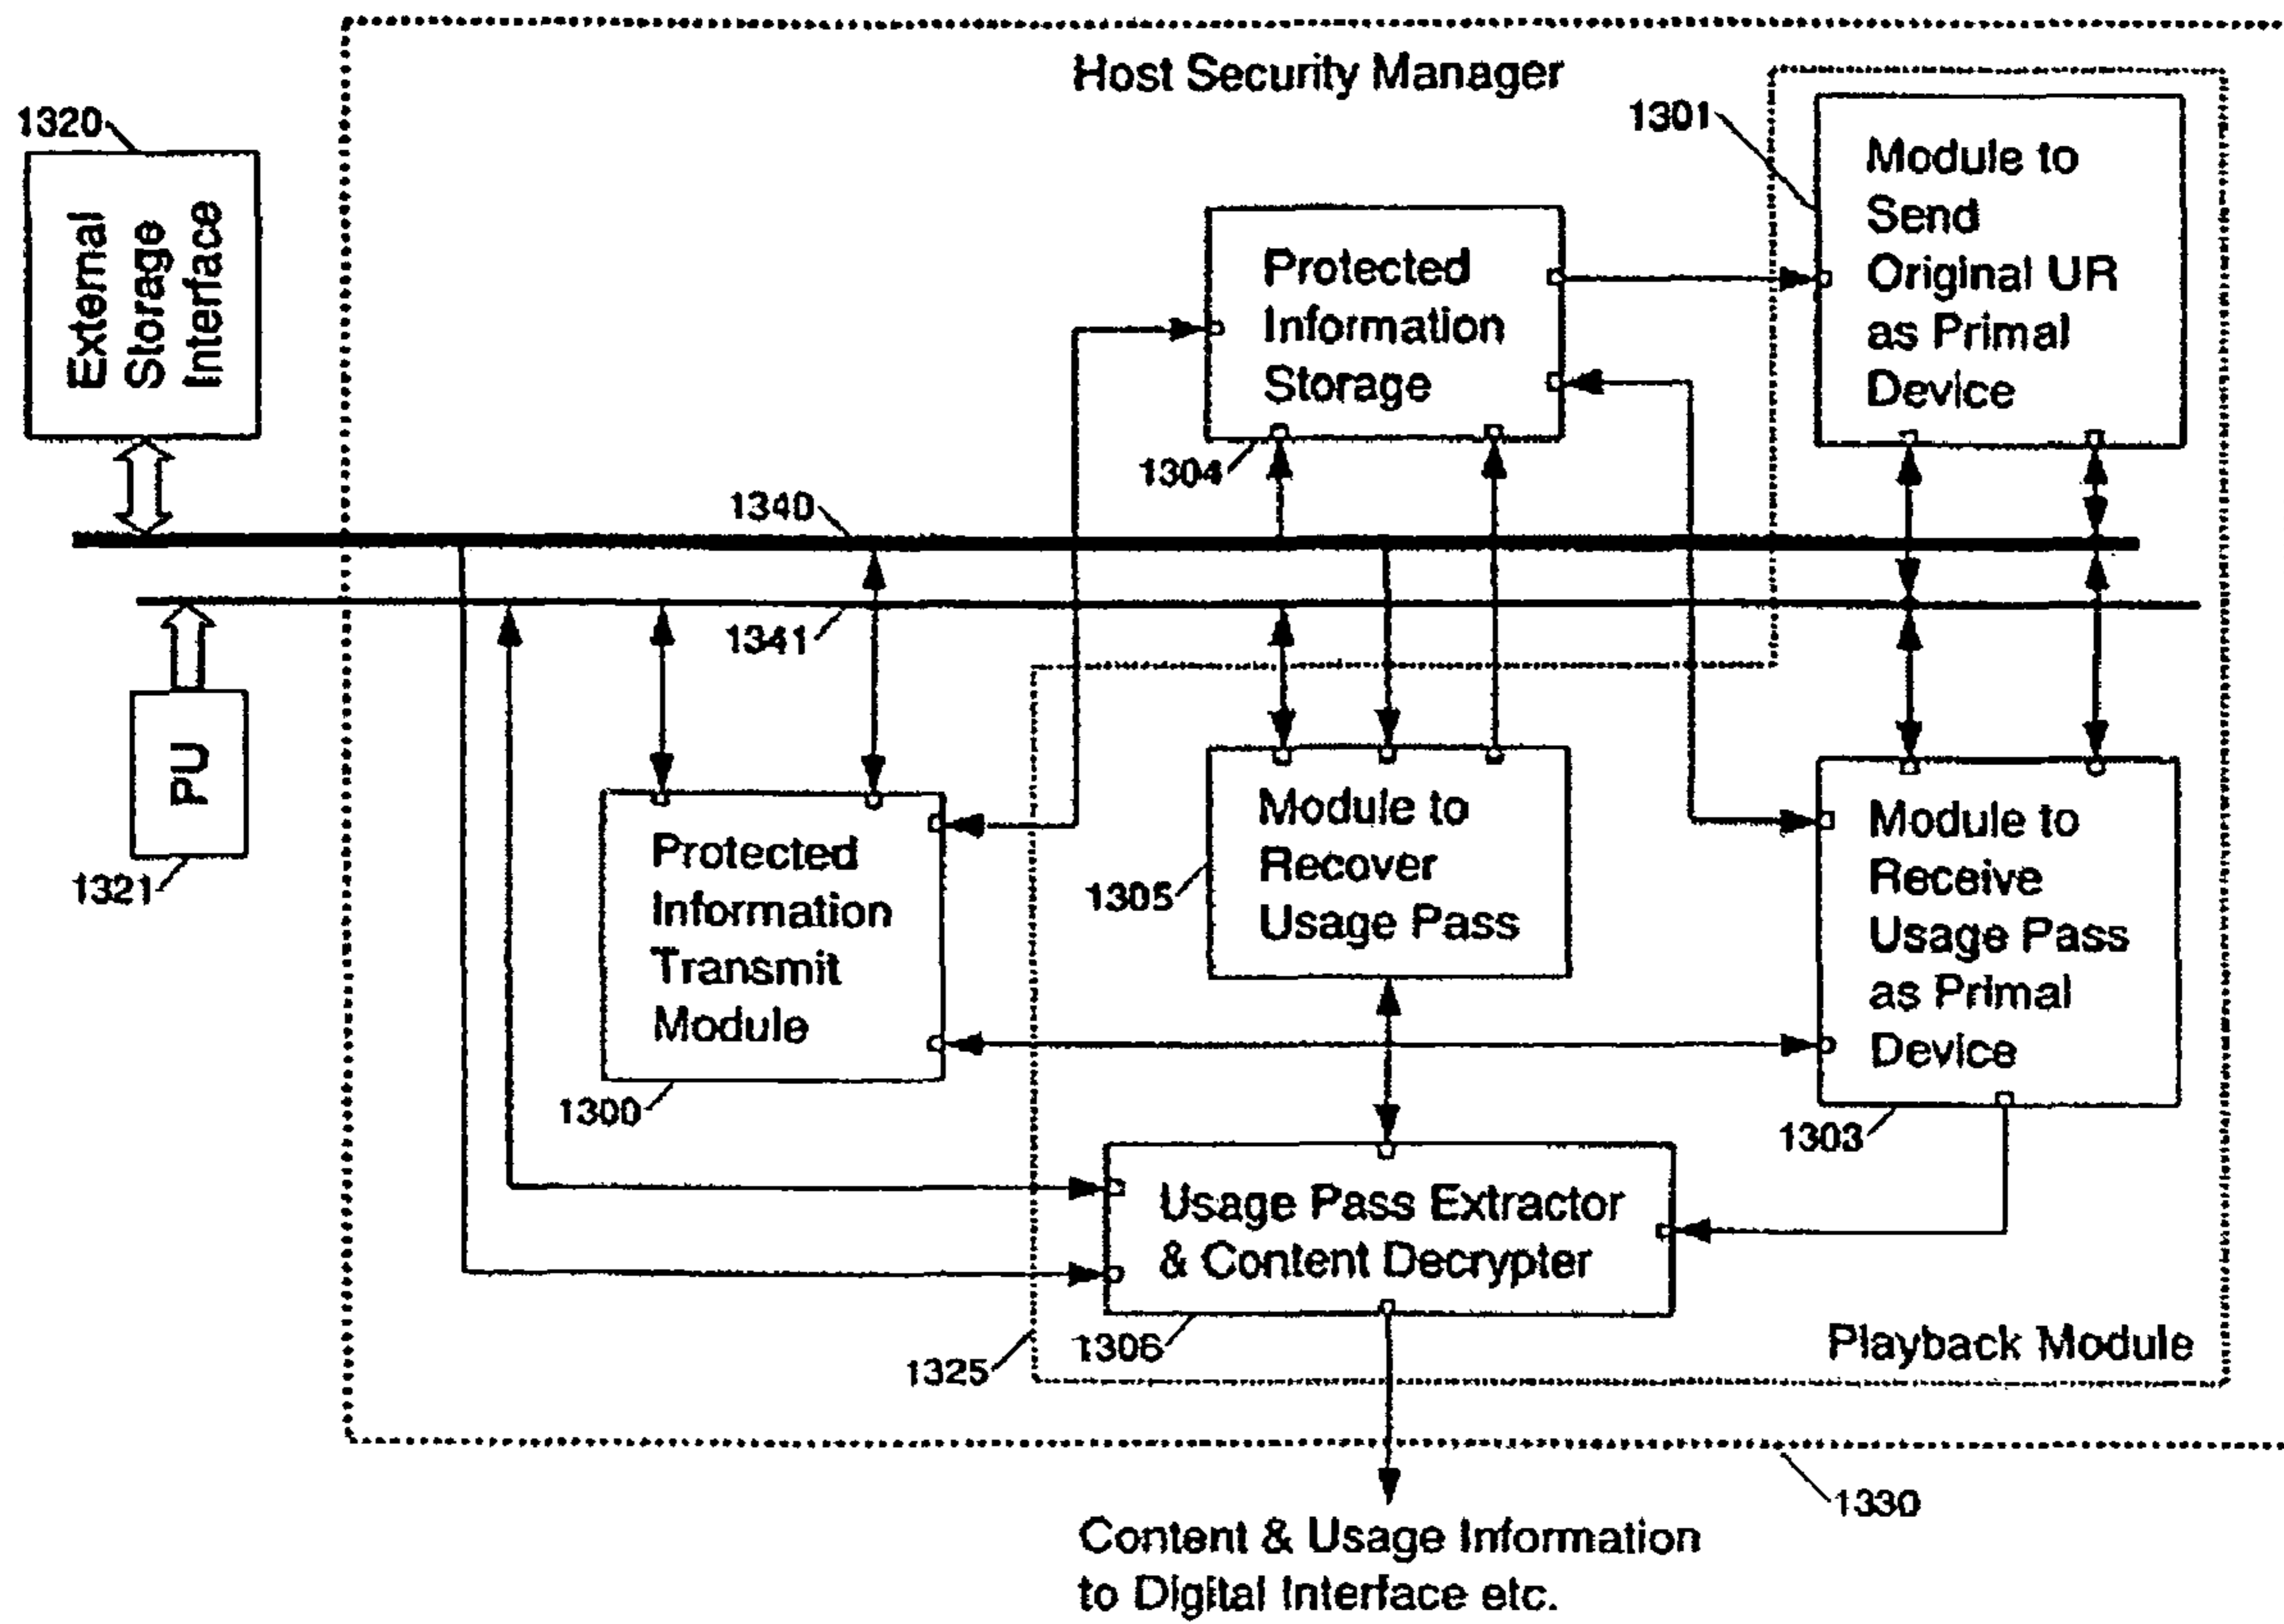 Host Security Manager
1320
External
Storage
Interface
1301
Module to
Send
Original UR
as Primal
Device
Protected
Information
Storage
1304
1340
1341
PU
1321
Protected
Information
Transmit
Module
1300
Module to
Recover
Usage Pass
1305
Module to
Receive
Usage Pass
as Primal
Device
1303
Usage Pass Extractor
& Content Decrypter
1306
1325
Playback Module
1330
Content & Usage Information
to Digital Interface etc.